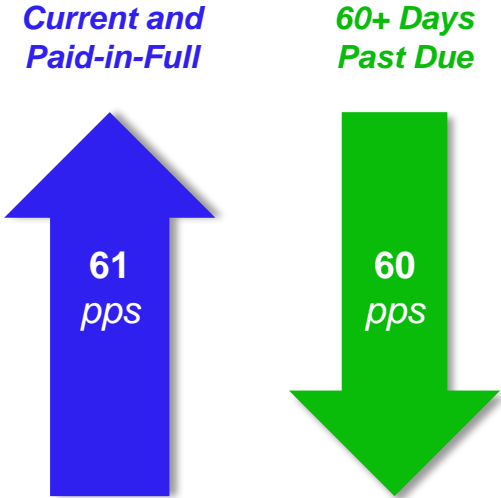 Current and
Paid-in-Full
61
pps
60+ Days
Past Due
60
pps